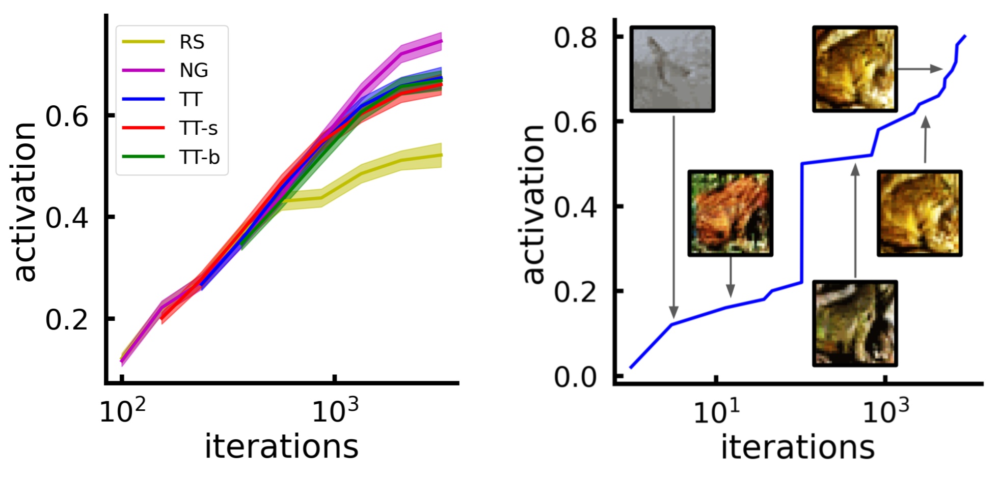 RS
NG
TT
TT-s
TT-b
0.6
0.4
0.2
activation
10²
10³
iterations
0.8
0.6
0.4
0.2
0.0
activation
10¹
10³
iterations